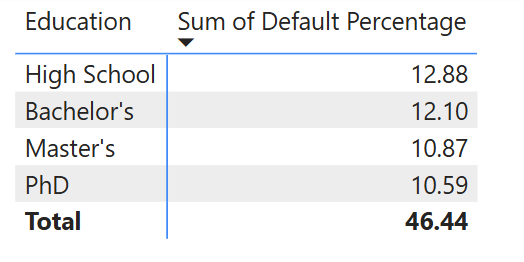 Education Sum of Default Percentage
High School 12.88
Bachelor's 12.10
Master's 10.87
PhD 10.59
Total 46.44